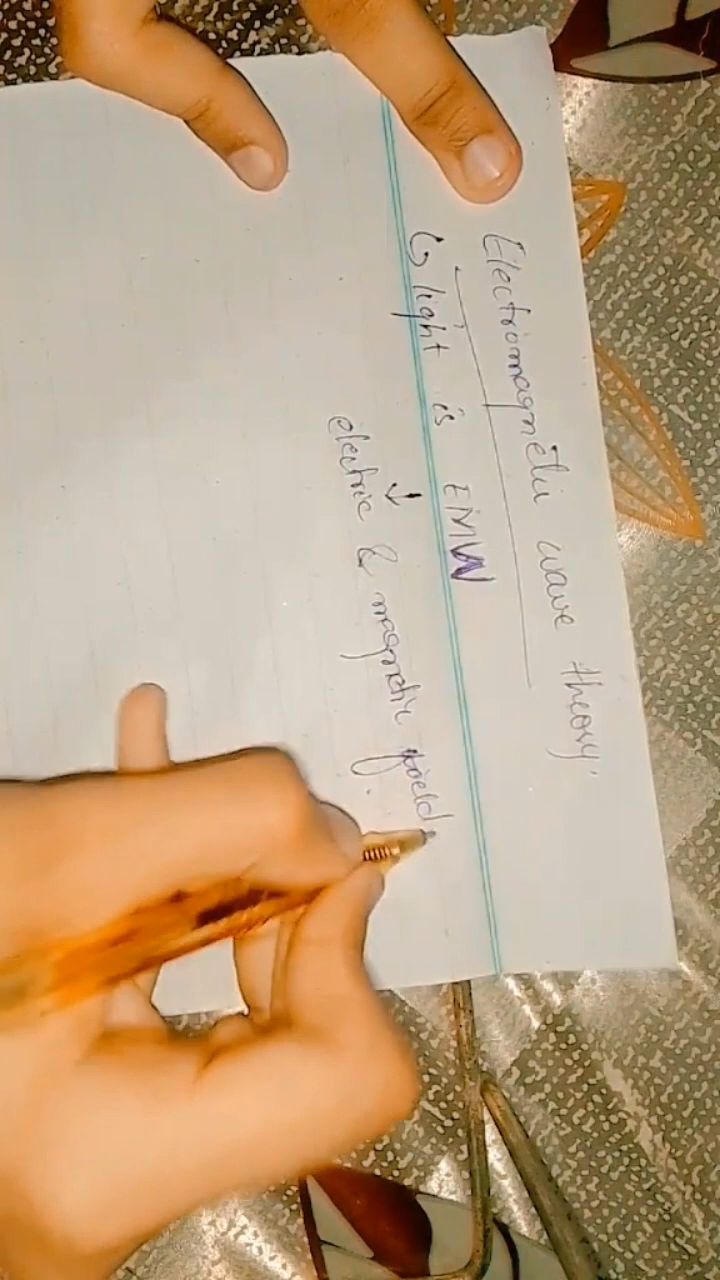 Electromagnetic wave theory.
↳ light is EMW
↓
electric & magnetic field.